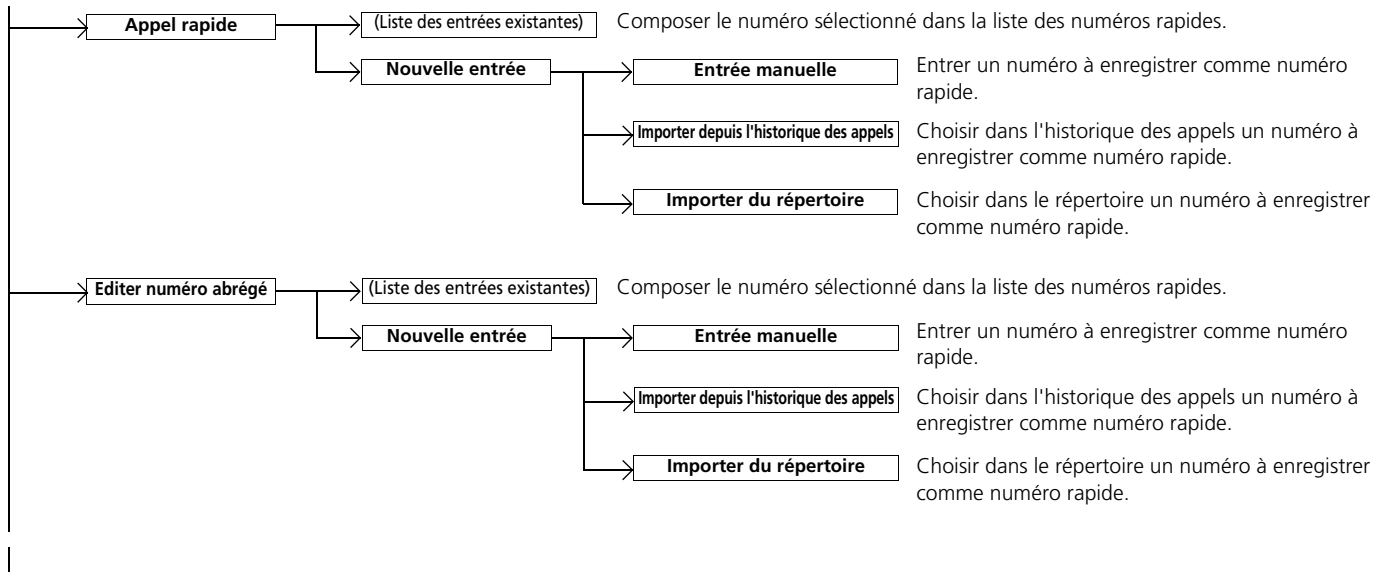 Appel rapide
(Liste des entrées existantes)
Composer le numéro sélectionné dans la liste des numéros rapides.
Nouvelle entrée
Entrée manuelle
Entrer un numéro à enregistrer comme numéro
rapide.
Importer depuis l'historique des appels
Choisir dans l'historique des appels un numéro à
enregistrer comme numéro rapide.
Importer du répertoire
Choisir dans le répertoire un numéro à enregistrer
comme numéro rapide.
Editer numéro abrégé
(Liste des entrées existantes)
Composer le numéro sélectionné dans la liste des numéros rapides.
Nouvelle entrée
Entrée manuelle
Entrer un numéro à enregistrer comme numéro
rapide.
Importer depuis l'historique des appels
Choisir dans l'historique des appels un numéro à
enregistrer comme numéro rapide.
Importer du répertoire
Choisir dans le répertoire un numéro à enregistrer
comme numéro rapide.